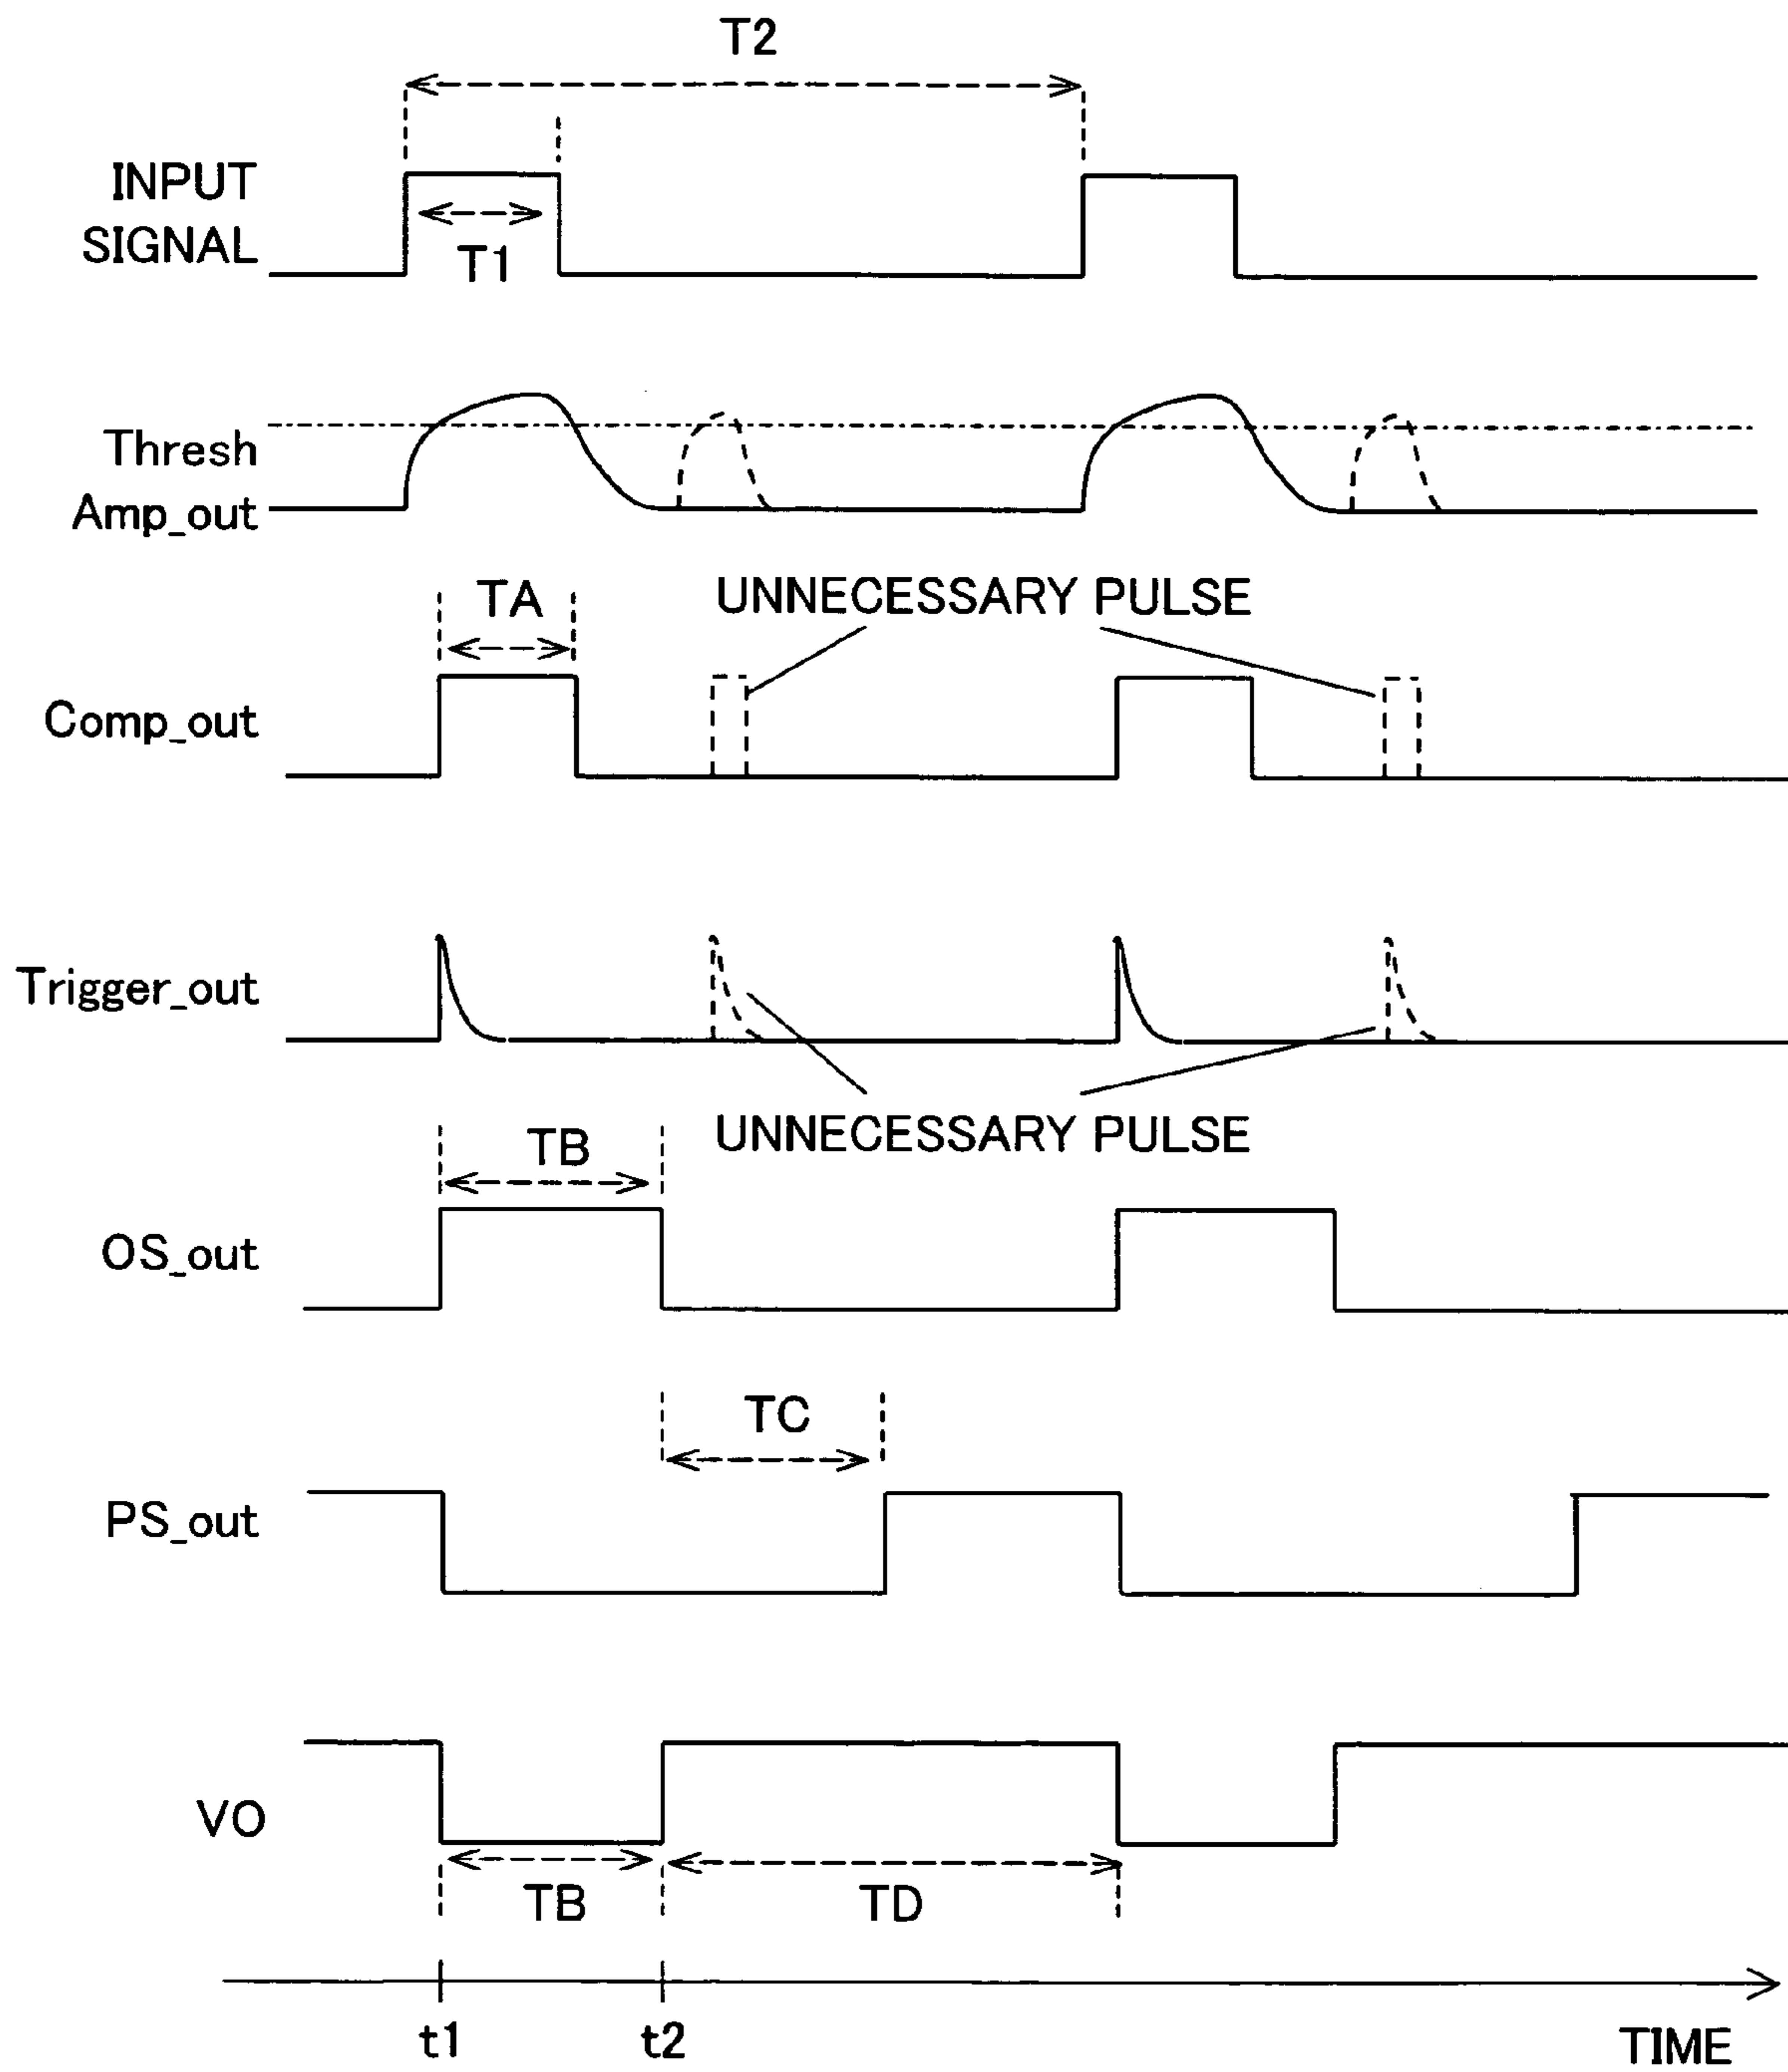 T2
INPUT
SIGNAL
T1
Thresh
Amp_out
TA
UNNECESSARY PULSE
Comp_out
Trigger_out
UNNECESSARY PULSE
TB
OS_out
TC
PS_out
VO
TB
TD
t1
t2
TIME